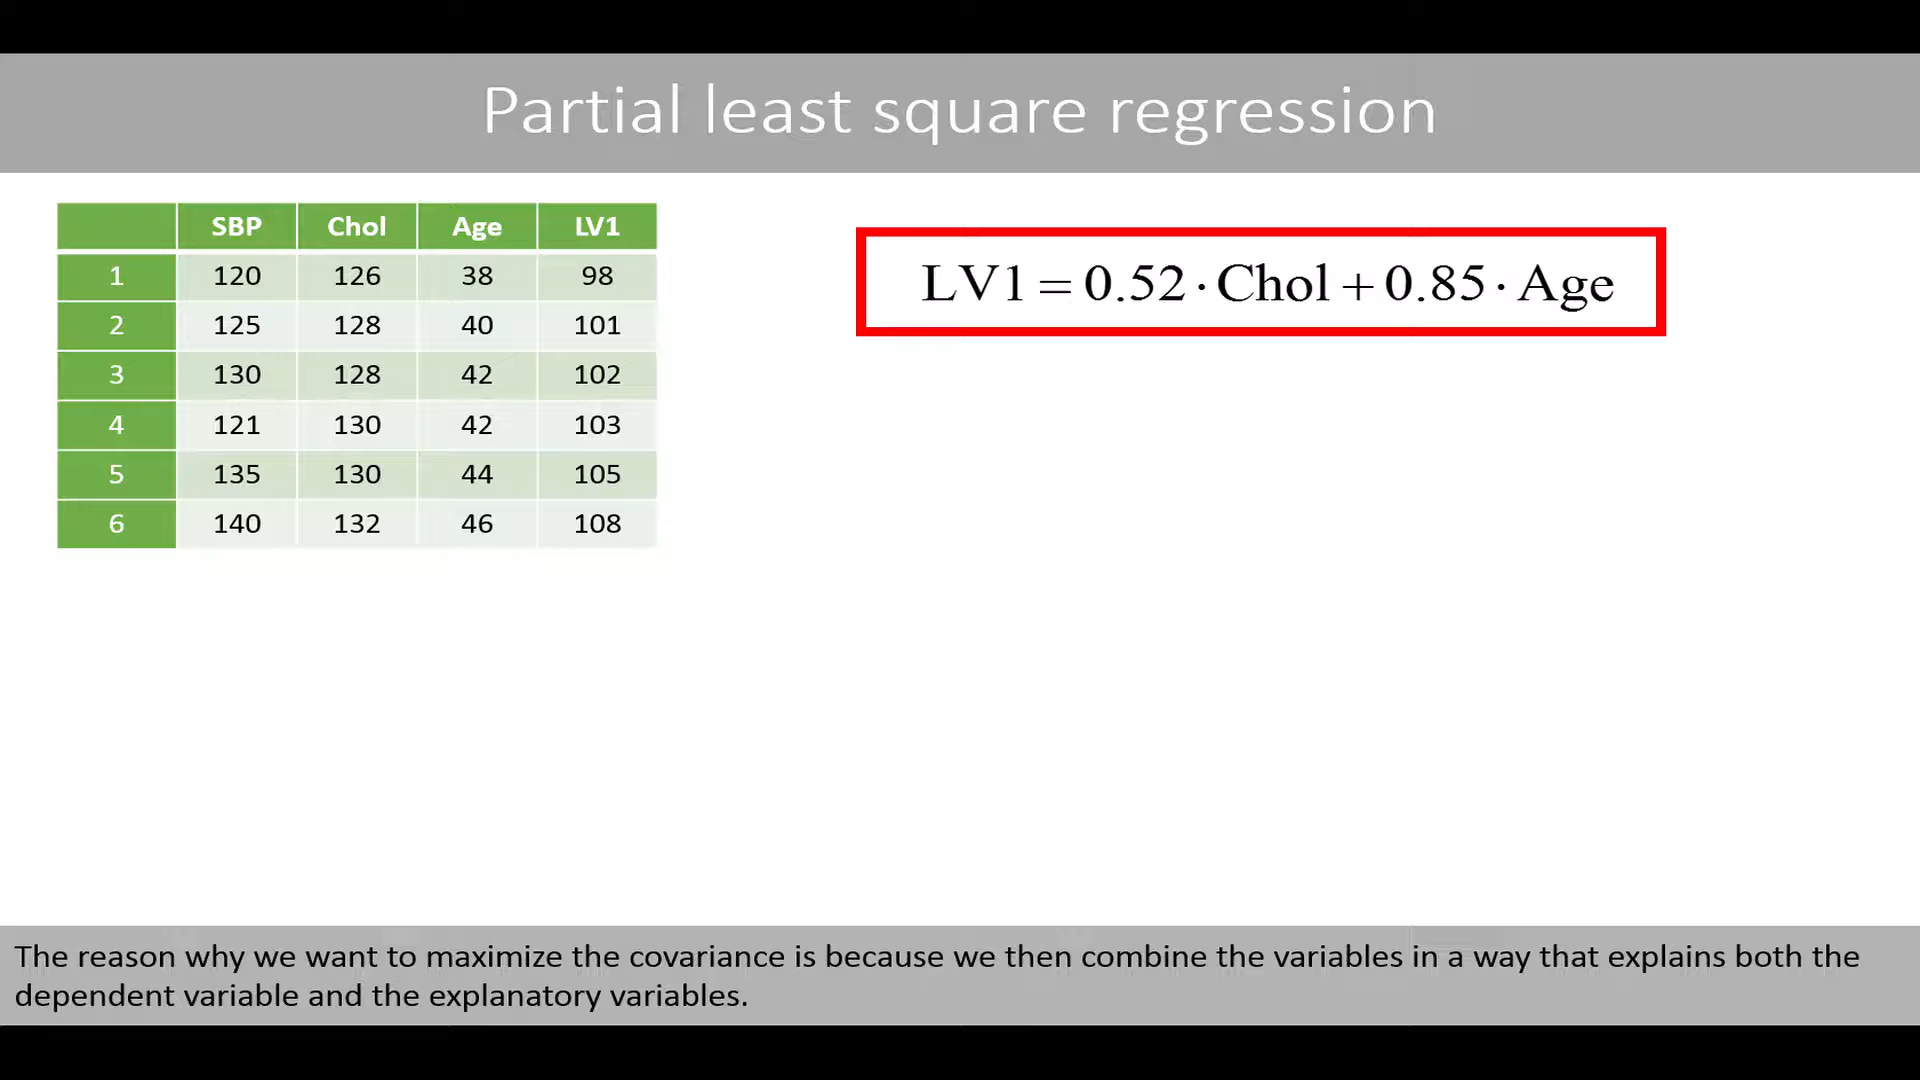 Partial least square regression
SBP Chol Age LV1
1 120 126 38 98
2 125 128 40 101
3 130 128 42 102
4 121 130 42 103
5 135 130 44 105
6 140 132 46 108
LV1 = 0.52 · Chol + 0.85 · Age
The reason why we want to maximize the covariance is because we then combine the variables in a way that explains both the
dependent variable and the explanatory variables.